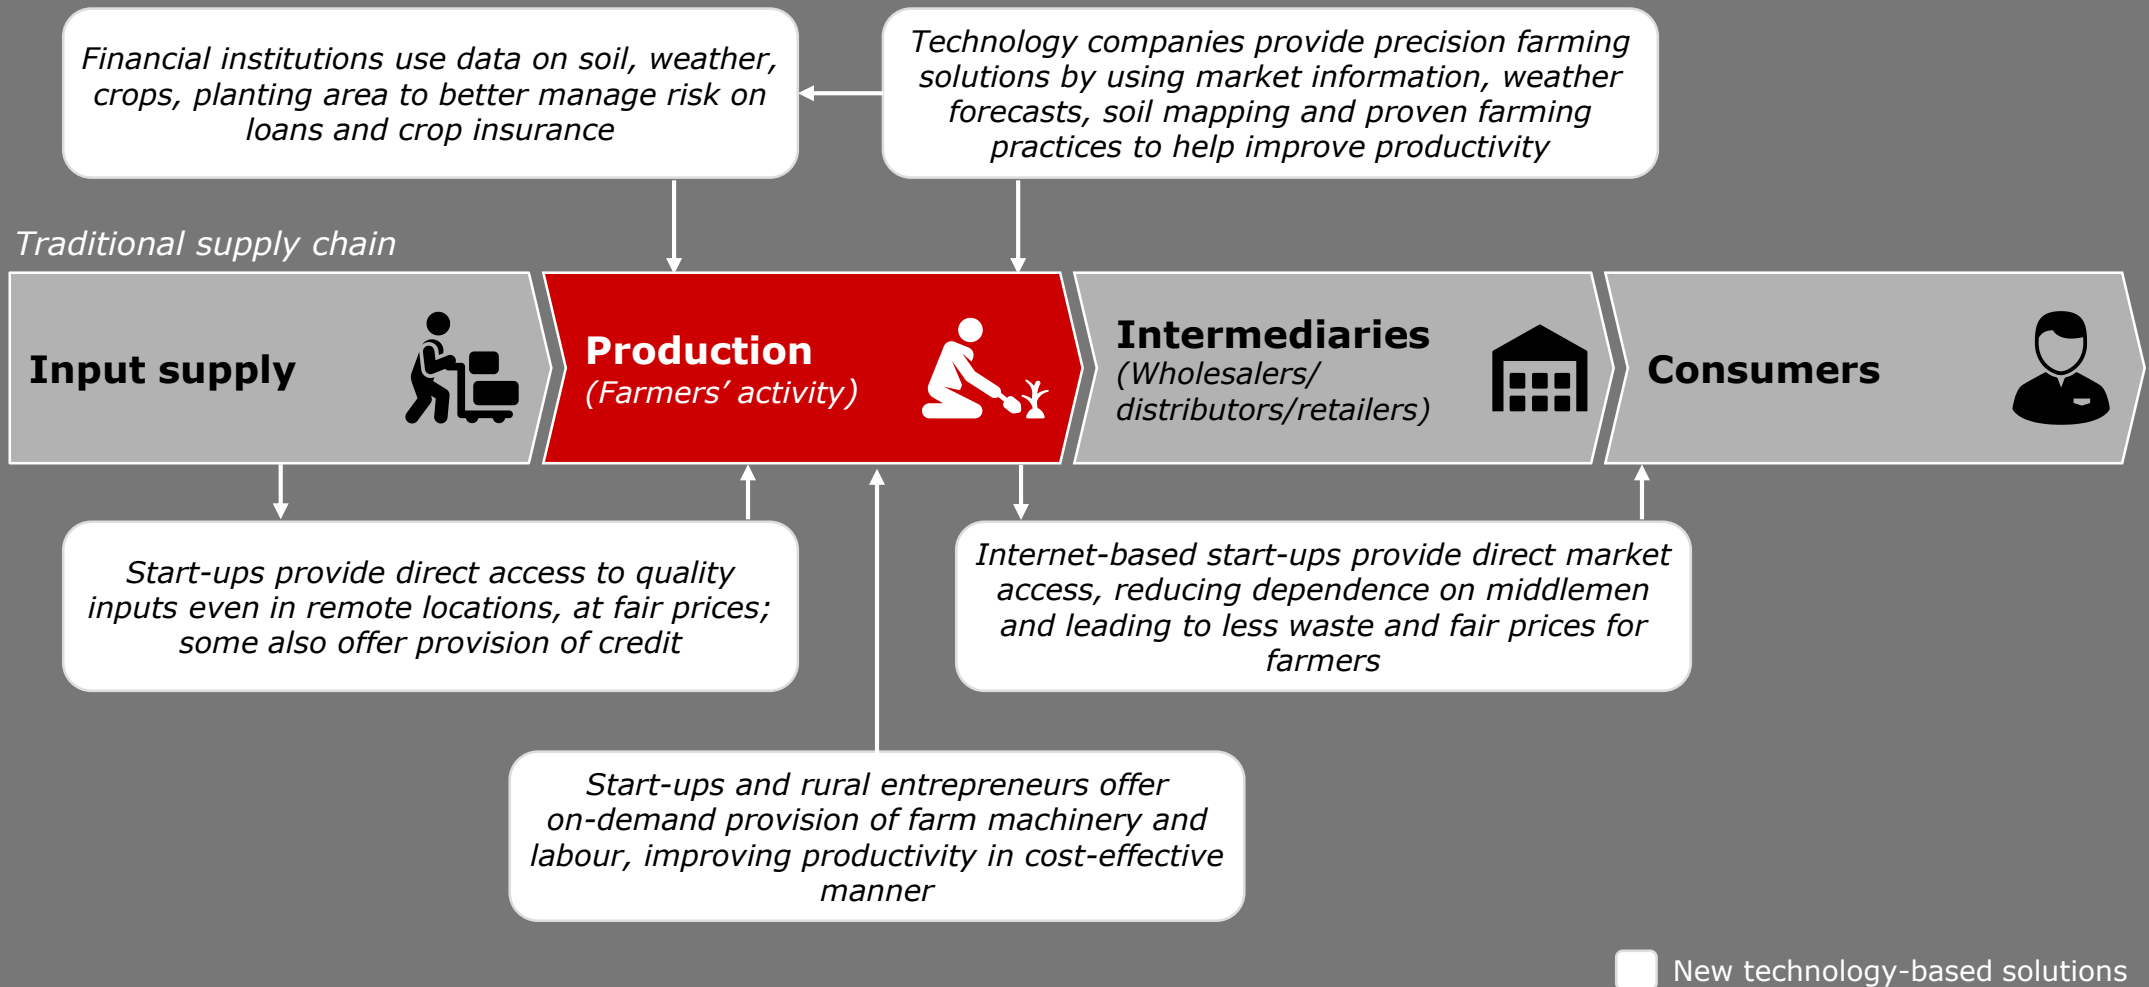 Financial institutions use data on soil, weather,
crops, planting area to better manage risk on
loans and crop insurance
Technology companies provide precision farming
solutions by using market information, weather
forecasts, soil mapping and proven farming
practices to help improve productivity
Traditional supply chain
Input supply
Production
(Farmers’ activity)
Intermediaries
(Wholesalers/
distributors/retailers)
Consumers
Start-ups provide direct access to quality
inputs even in remote locations, at fair prices;
some also offer provision of credit
Internet-based start-ups provide direct market
access, reducing dependence on middlemen
and leading to less waste and fair prices for
farmers
Start-ups and rural entrepreneurs offer
on-demand provision of farm machinery and
labour, improving productivity in cost-effective
manner
New technology-based solutions